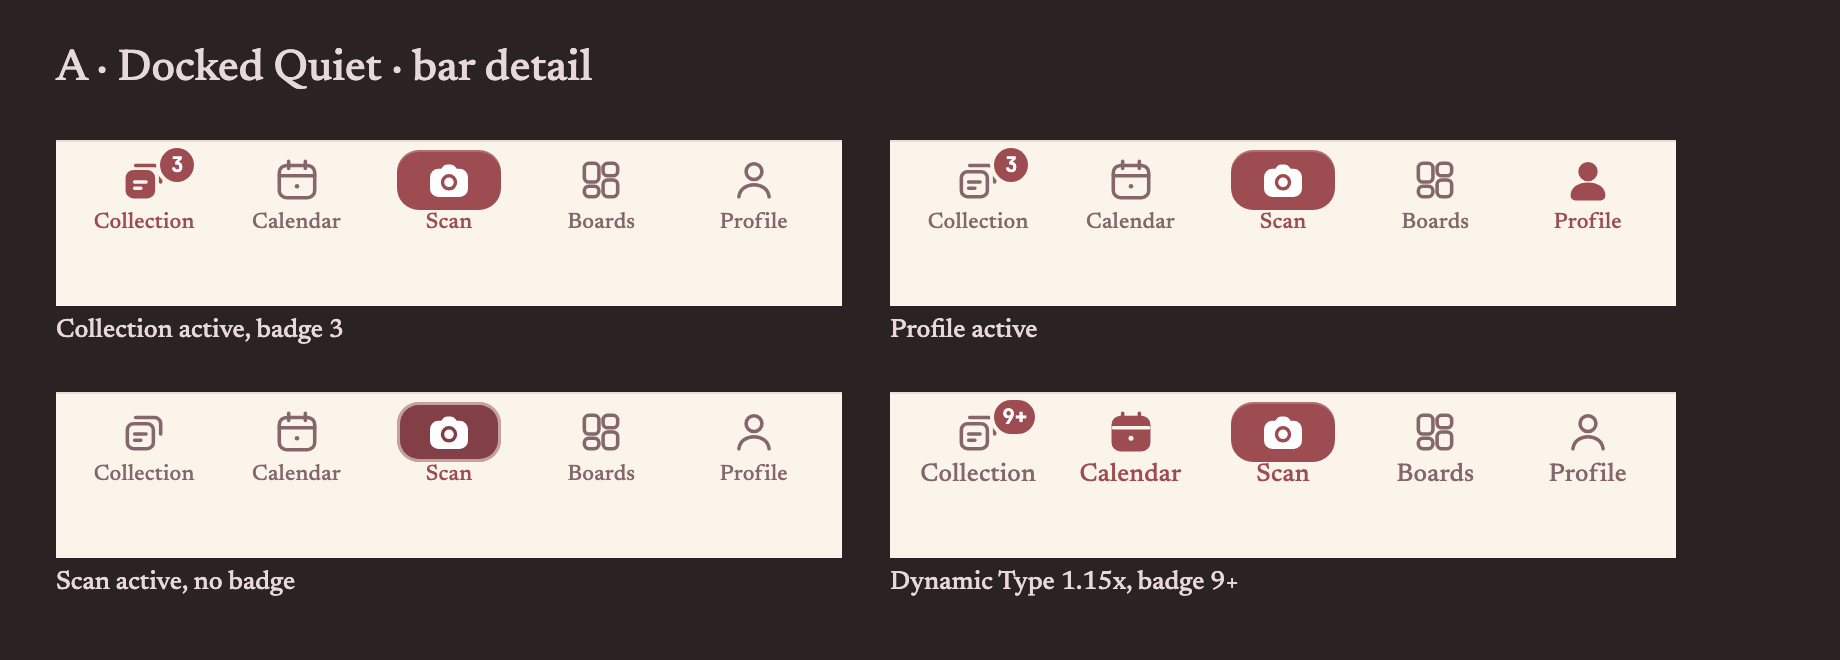 A · Docked Quiet · bar detail
3
Collection Calendar Scan Boards Profile
Collection active, badge 3
3
Collection Calendar Scan Boards Profile
Profile active
Collection Calendar Scan Boards Profile
Scan active, no badge
9+
Collection Calendar Scan Boards Profile
Dynamic Type 1.15x, badge 9+